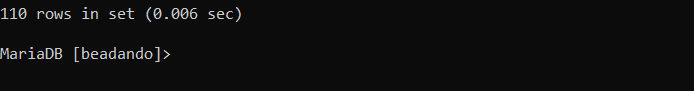 110 rows in set (0.006 sec)
MariaDB [beadando]>